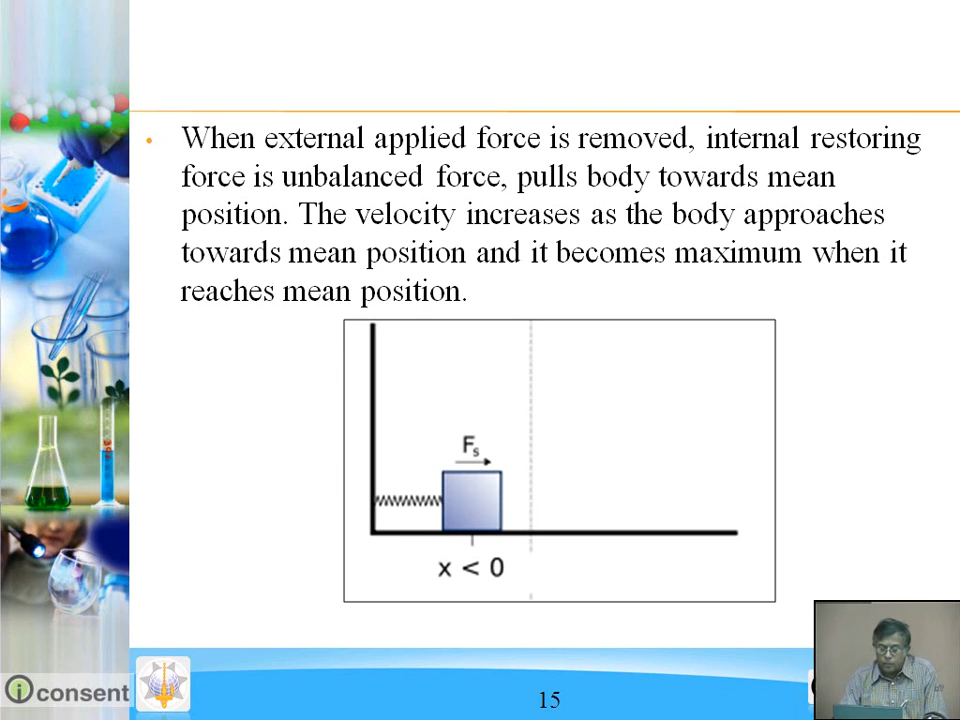 • When external applied force is removed, internal restoring
force is unbalanced force, pulls body towards mean
position. The velocity increases as the body approaches
towards mean position and it becomes maximum when it
reaches mean position.
Fs
x < 0
i consent
15